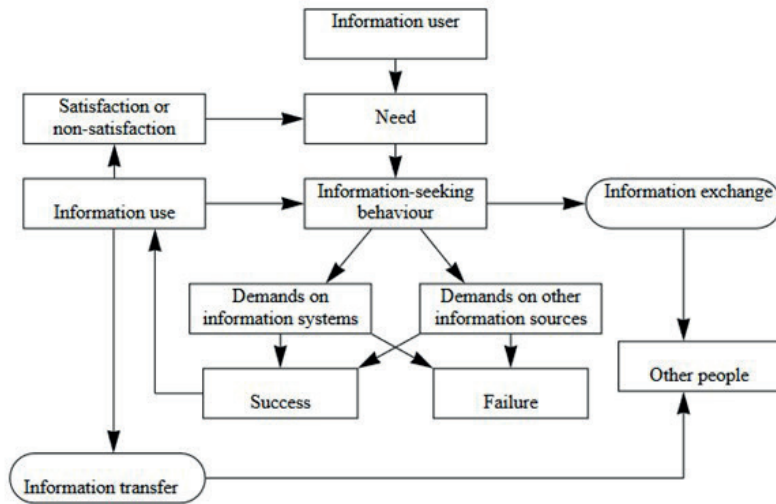 Information user
Satisfaction or
non-satisfaction
Need
Information use
Information-seeking
behaviour
Information exchange
Demands on
information systems
Demands on other
information sources
Success
Failure
Other people
Information transfer